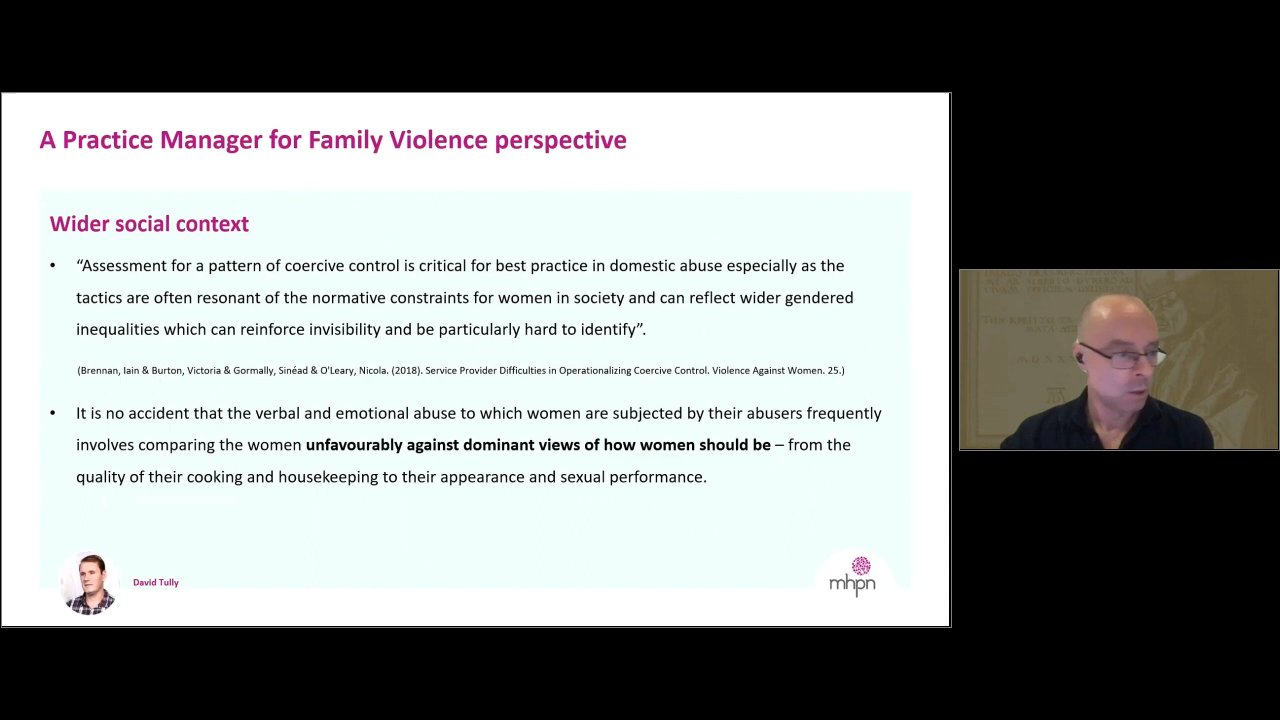 A Practice Manager for Family Violence perspective
Wider social context
• “Assessment for a pattern of coercive control is critical for best practice in domestic abuse especially as the
tactics are often resonant of the normative constraints for women in society and can reflect wider gendered
inequalities which can reinforce invisibility and be particularly hard to identify”.
(Brennan, Iain & Burton, Victoria & Gormally, Sinéad & O'Leary, Nicola. (2018). Service Provider Difficulties in Operationalizing Coercive Control. Violence Against Women. 25.)
• It is no accident that the verbal and emotional abuse to which women are subjected by their abusers frequently
involves comparing the women unfavourably against dominant views of how women should be – from the
quality of their cooking and housekeeping to their appearance and sexual performance.
David Tully
mhpn